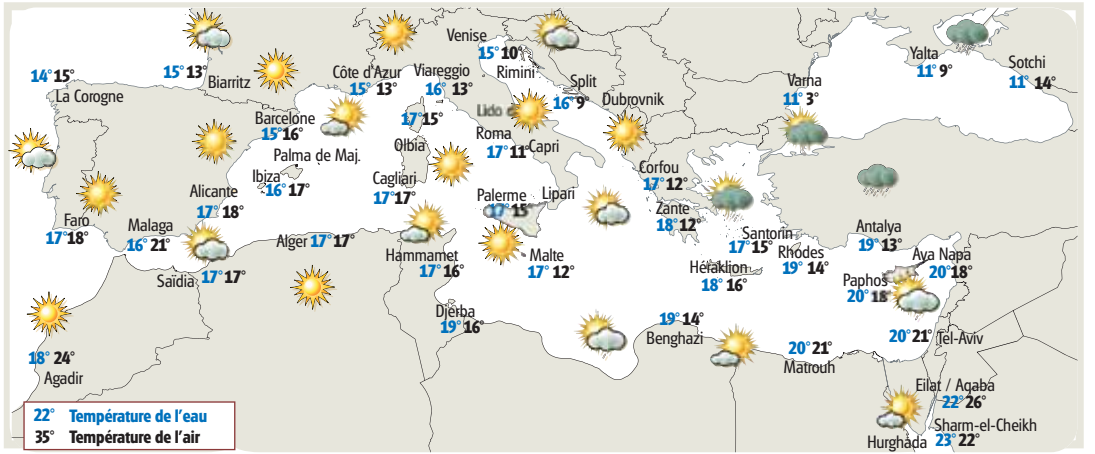 Venise
15° 10°
Rimini
Yalta
11° 9°
Sotchi
11° 14°
14° 15°
La Corogne
15° 13°
Biarritz
Côte d'Azur
15° 13°
Viareggio
16° 13°
Split
16° 9°
Dubrovnik
Varna
11° 3°
Barcelone
15° 16°
17° 15°
Olbia
Lido
Roma
17° 11°
Capri
Palma de Maj.
Ibiza
16° 17°
Cagliari
17° 17°
Corfou
17° 12°
Alicante
17° 18°
Palerme
17° 15°
Lipari
Zante
18° 12°
Faro
17° 18°
Malaga
16° 21°
Alger 17° 17°
Santorin
17° 15°
Antalya
19° 13°
Hammamet
17° 16°
Malte
17° 12°
Rhodes
19° 14°
Aya Napa
20° 18°
Saïdia
17° 17°
Héraklion
18° 16°
Paphos
20° 18°
Djerba
19° 16°
19° 14°
Benghazi
20° 21°
Tel-Aviv
18° 24°
Agadir
20° 21°
Matrouh
Eilat / Aqaba
22° 26°
Sharm-el-Cheikh
23° 22°
Hurghada
22° Température de l'eau
35° Température de l'air